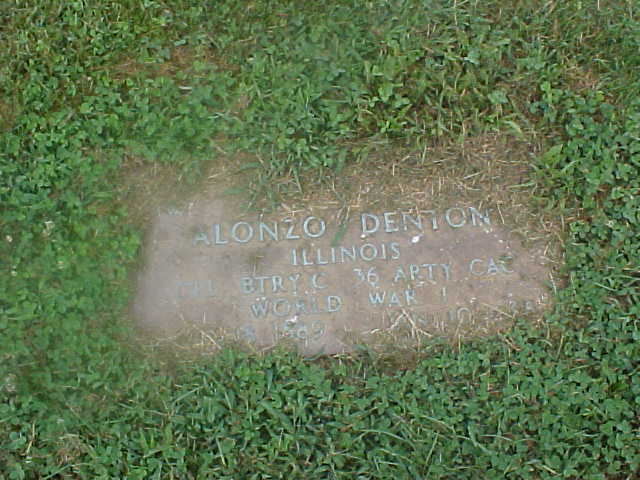 ALONZO DENTON
ILLINOIS
BTRY C 36 ARTY CAC
WORLD WAR I